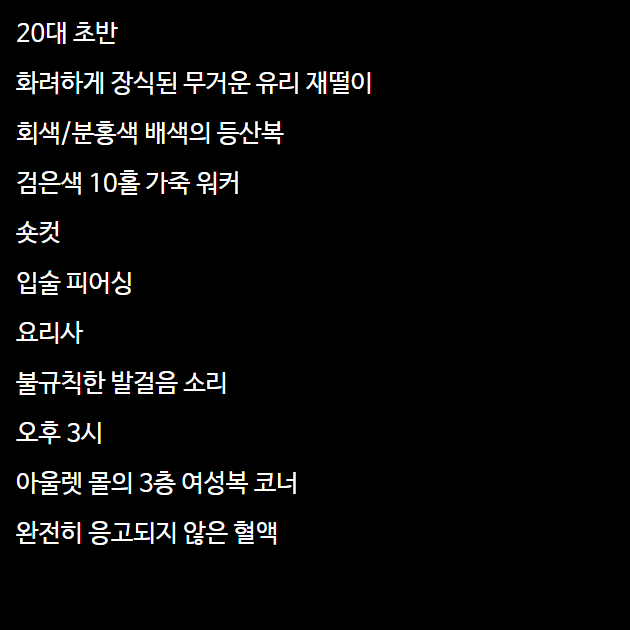 20대 초반
화려하게 장식된 무거운 유리 재떨이
회색/분홍색 배색의 등산복
검은색 10홀 가죽 워커
숏컷
입술 피어싱
요리사
불규칙한 발걸음 소리
오후 3시
아울렛 몰의 3층 여성복 코너
완전히 응고되지 않은 혈액